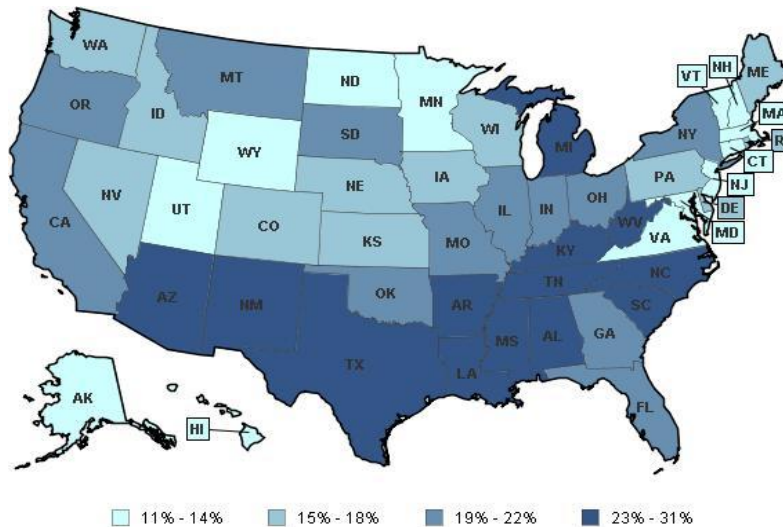 WA
MT
ND
MN
VT
NH
ME
OR
ID
SD
WI
NY
MA
R
WY
MI
CT
NV
NE
IA
PA
NJ
CA
UT
CO
IL
IN
OH
DE
KS
MO
WV
VA
MD
KY
AZ
NM
OK
AR
TN
NC
TX
MS
AL
GA
SC
LA
AK
HI
FL
11% - 14%
15% - 18%
19% - 22%
23% - 31%